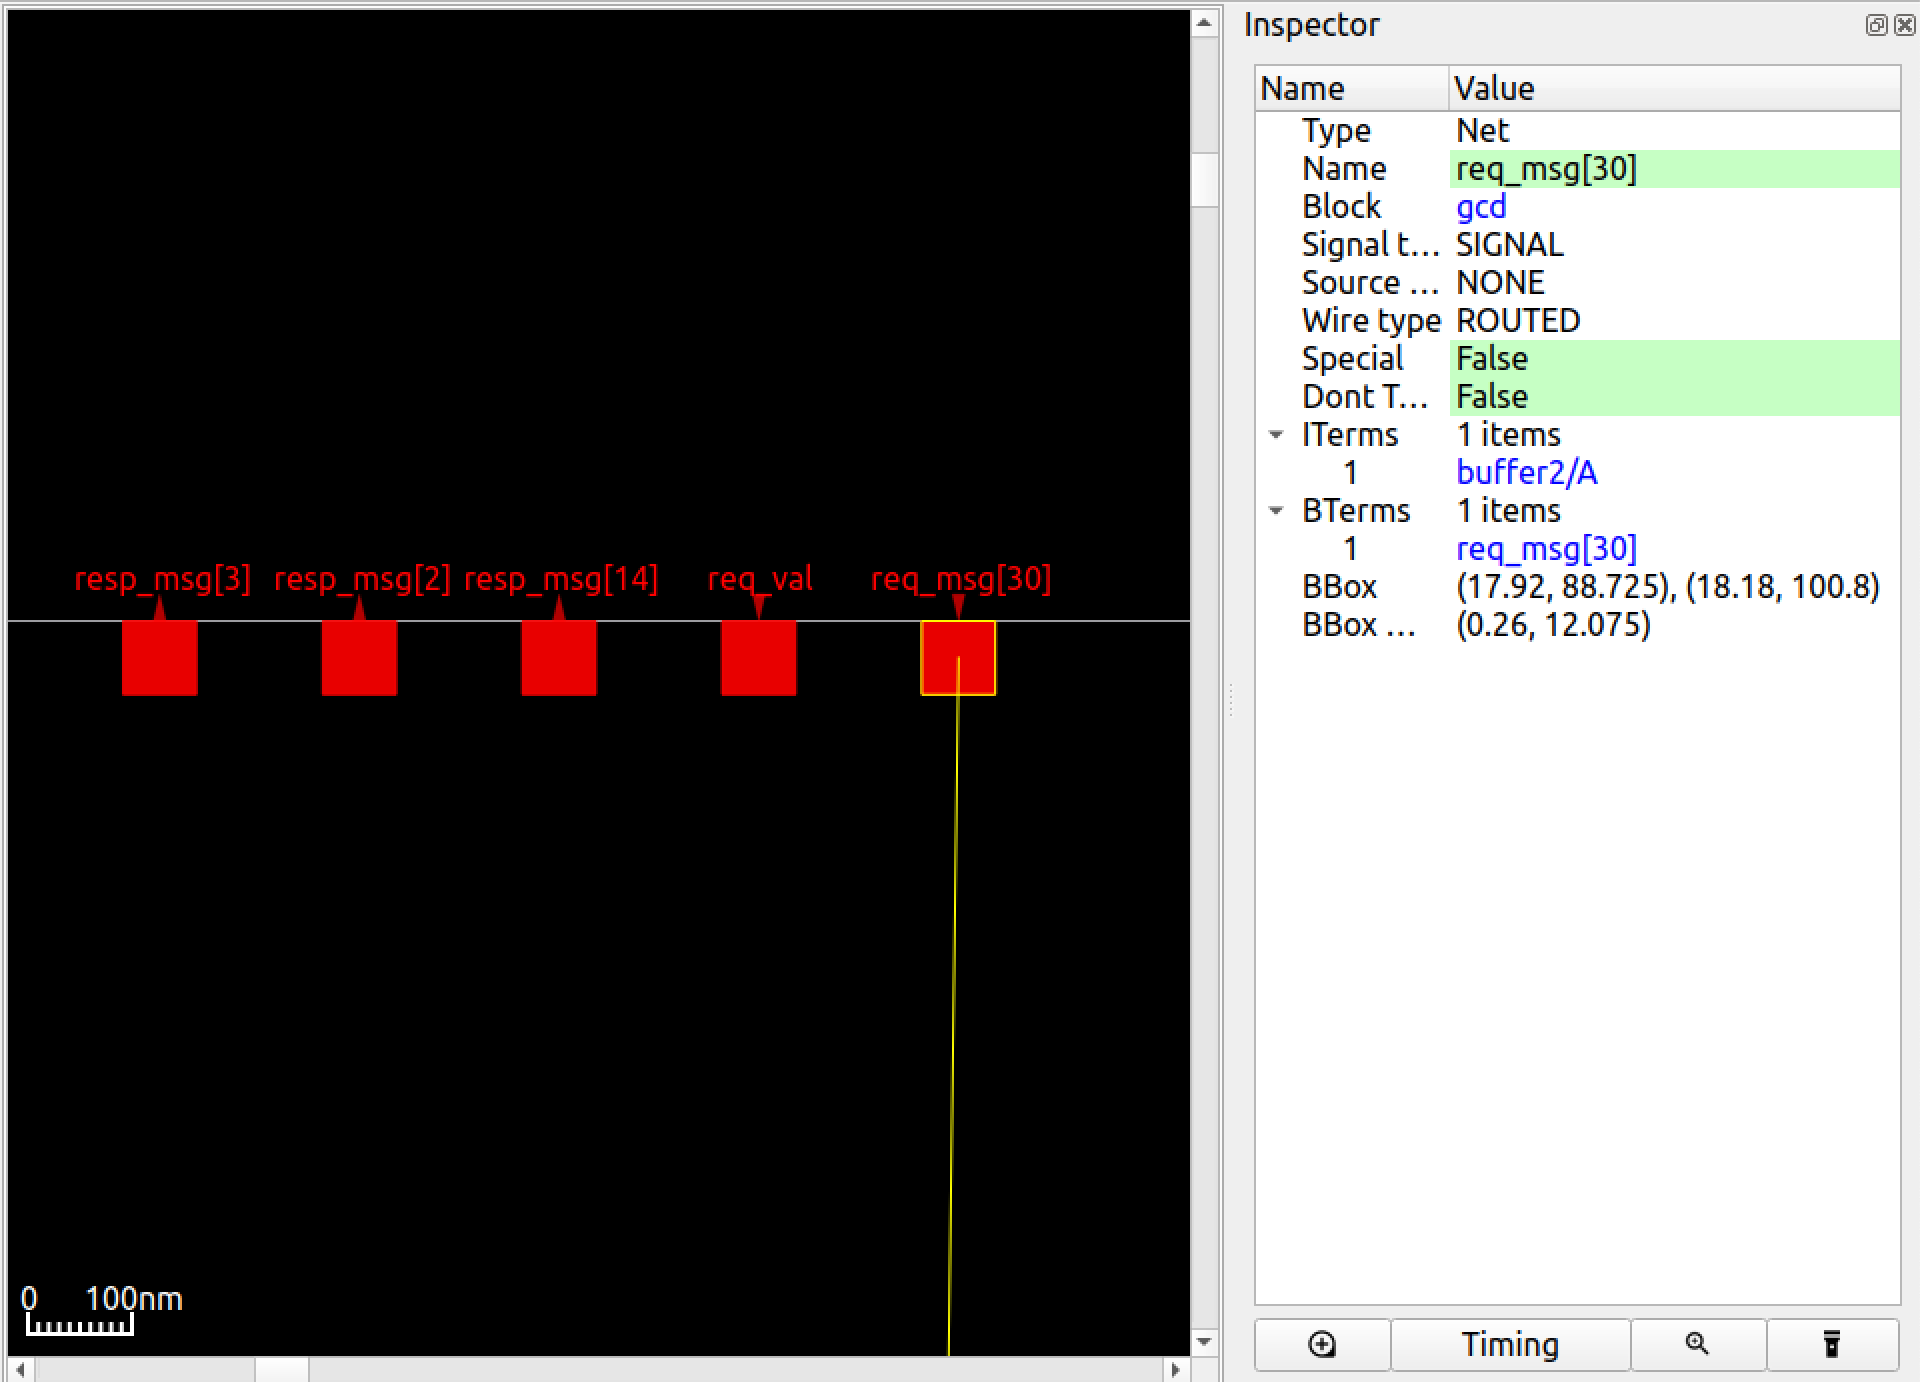 Inspector
Name Value
Type Net
Name req_msg[30]
Block gcd
Signal t... SIGNAL
Source ... NONE
Wire type ROUTED
Special False
Dont T... False
ITerms 1 items
1 buffer2/A
BTerms 1 items
1 req_msg[30]
BBox (17.92, 88.725), (18.18, 100.8)
BBox ... (0.26, 12.075)
resp_msg[3] resp_msg[2] resp_msg[14] req_val req_msg[30]
0 100nm
Timing